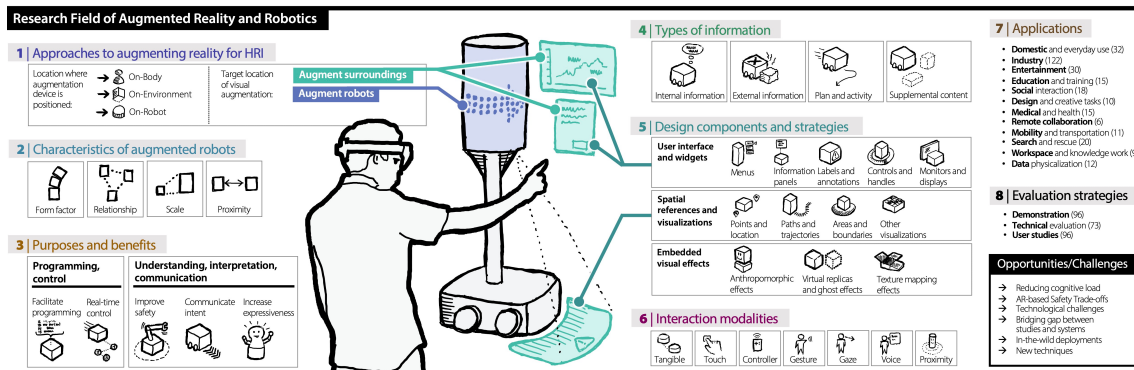 Research Field of Augmented Reality and Robotics
1 | Approaches to augmenting reality for HRI
Location where
augmentation
device is
positioned:
→ On-Body
→ On-Environment
→ On-Robot
Target location
of visual
augmentation:
Augment surroundings
Augment robots
2 | Characteristics of augmented robots
Form factor
Relationship
Scale
Proximity
3 | Purposes and benefits
Programming,
control
Facilitate
programming
Real-time
control
Understanding, interpretation,
communication
Improve
safety
Communicate
intent
Increase
expressiveness
4 | Types of information
Internal information
External information
Plan and activity
Supplemental content
5 | Design components and strategies
User interface
and widgets
Menus
Information
panels
Labels and
annotations
Controls and
handles
Monitors and
displays
Spatial
references and
visualizations
Points and
location
Paths and
trajectories
Areas and
boundaries
Other
visualizations
Embedded
visual effects
Anthropomorphic
effects
Virtual replicas
and ghost effects
Texture mapping
effects
6 | Interaction modalities
Tangible
Touch
Controller
Gesture
Gaze
Voice
Proximity
7 | Applications
• Domestic and everyday use (32)
• Industry (122)
• Entertainment (30)
• Education and training (15)
• Social interaction (18)
• Design and creative tasks (10)
• Medical and health (15)
• Remote collaboration (6)
• Mobility and transportation (11)
• Search and rescue (20)
• Workspace and knowledge work
• Data physicalization (12)
8 | Evaluation strategies
• Demonstration (96)
• Technical evaluation (73)
• User studies (96)
Opportunities/Challenges
→ Reducing cognitive load
→ AR-based Safety Trade-offs
→ Technological challenges
→ Bridging gap between
studies and systems
→ In-the-wild deployments
→ New techniques